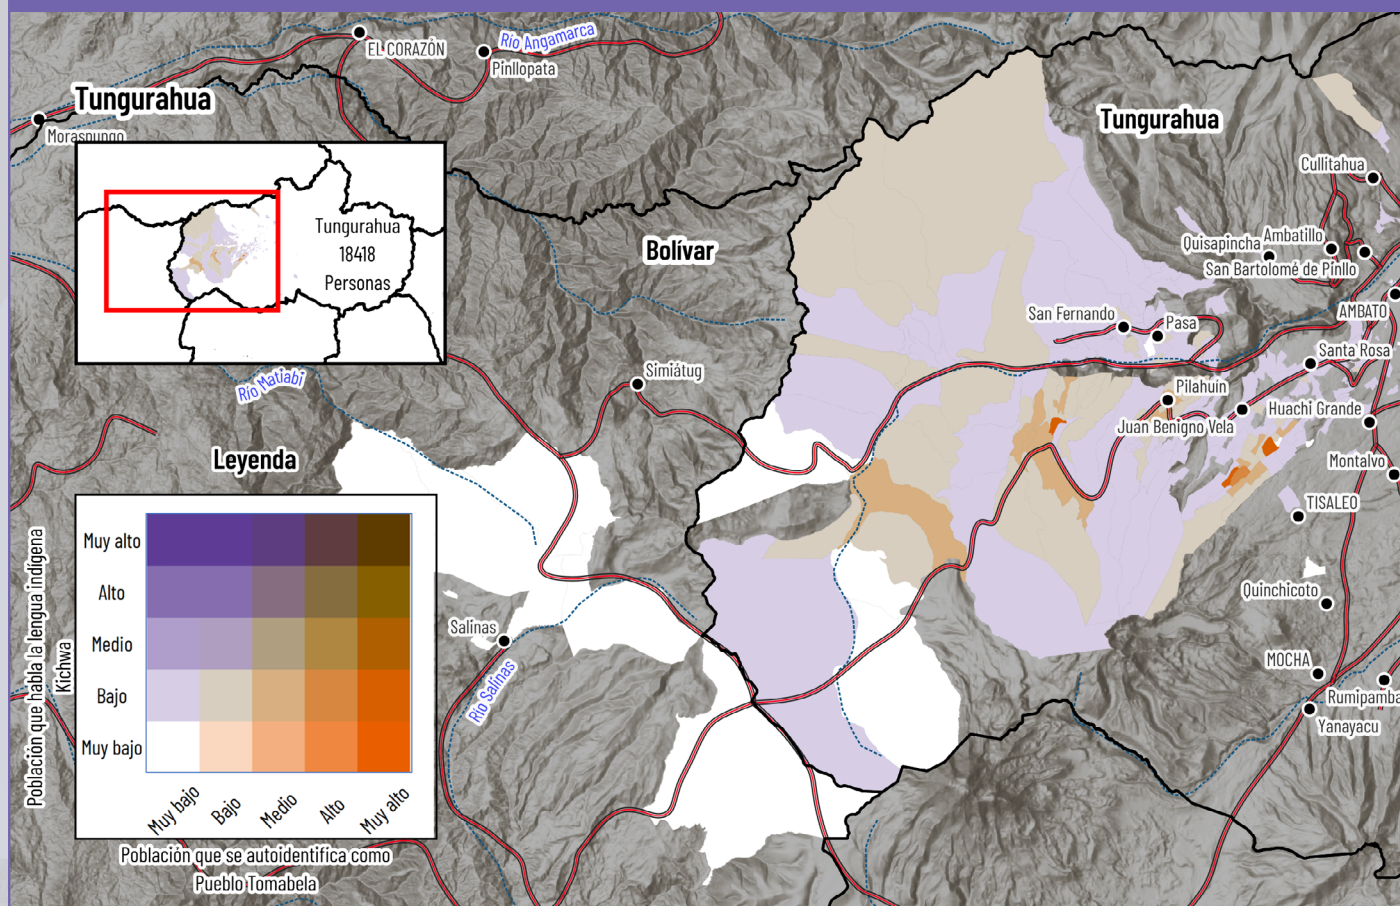 EL CORAZÓN
Río Angamarca
Pinllopata
Tungurahua
Moraspungo
Tungurahua
Cullitahua
Tungurahua
18418
Personas
Bolívar
Quisapincha
Ambatillo
San Bartolomé de Pinllo
AMBATO
San Fernando
Pasa
Santa Rosa
Simiátug
Río Matiabí
Pilahuín
Juan Benigno Vela
Huachi Grande
Montalvo
TISALEO
Quinchicoto
Salinas
Río Salinas
MOCHA
Rumipamba
Yanayacu
Leyenda
Población que habla la lengua indígena
Kichwa
Muy alto
Alto
Medio
Bajo
Muy bajo
Muy bajo
Bajo
Medio
Alto
Muy alto
Población que se autoidentifica como
Pueblo Tomabela